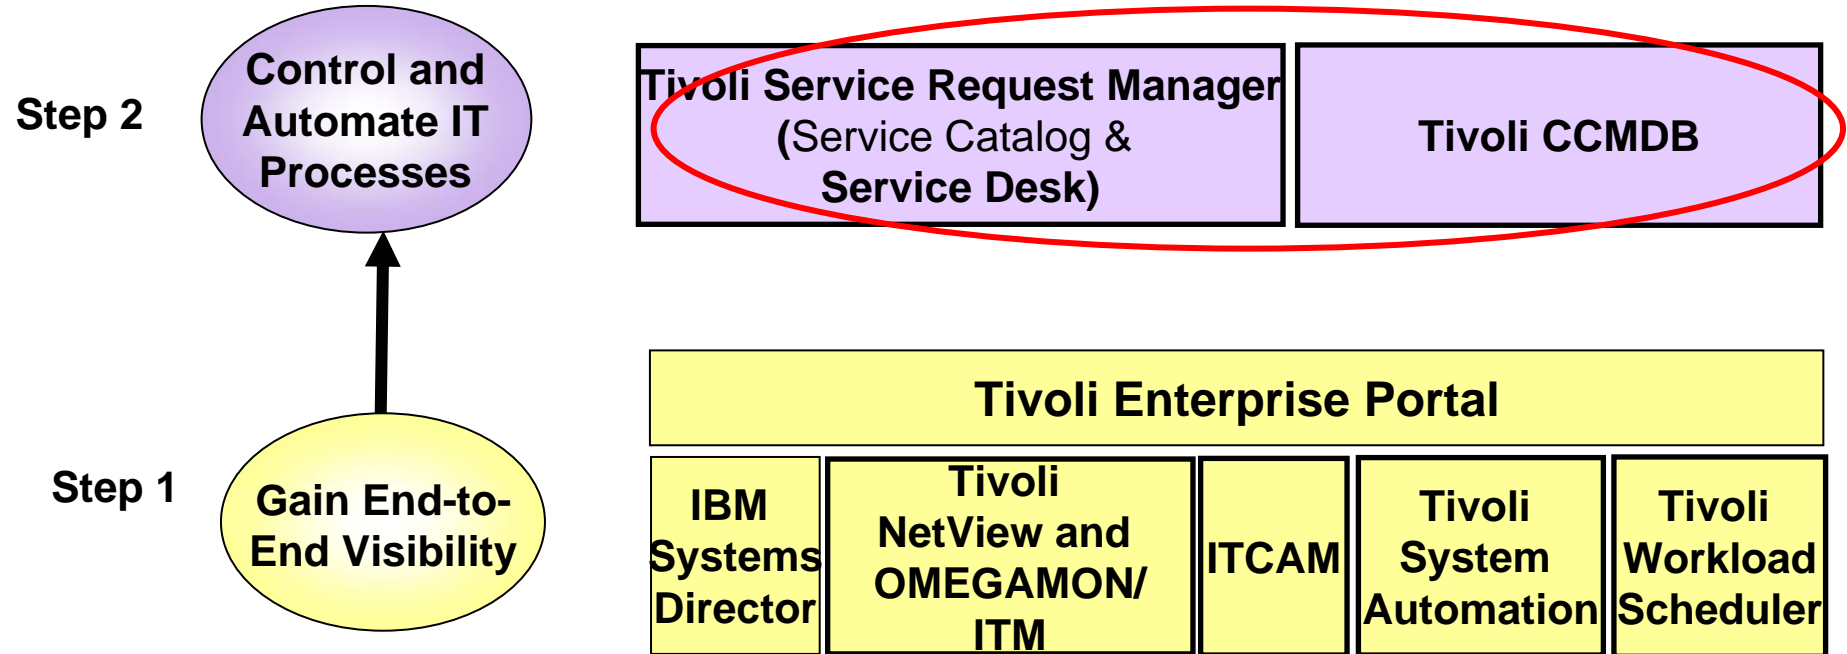 Step 2
Control and
Automate IT
Processes
Tivoli Service Request Manager
(Service Catalog &
Service Desk)
Tivoli CCMDB
Tivoli Enterprise Portal
Step 1
Gain End-to-
End Visibility
IBM
Systems
Director
Tivoli
NetView and
OMEGAMON/
ITM
ITCAM
Tivoli
System
Automation
Tivoli
Workload
Scheduler